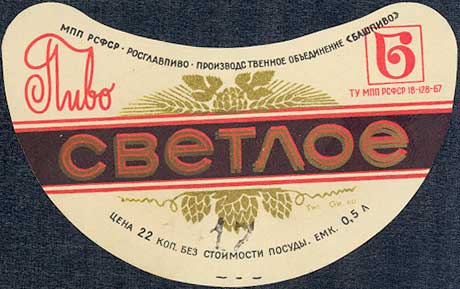 МПП РСФСР · РОСГЛАВПИВО · ПРОИЗВОДСТВЕННОЕ ОБЪЕДИНЕНИЕ «БАШПИВО»
Пиво
Б
ТУ МПП РСФСР 18-128-67
СВЕТЛОЕ
ЦЕНА 22 КОП. БЕЗ СТОИМОСТИ ПОСУДЫ. ЕМК. 0,5 Л
12